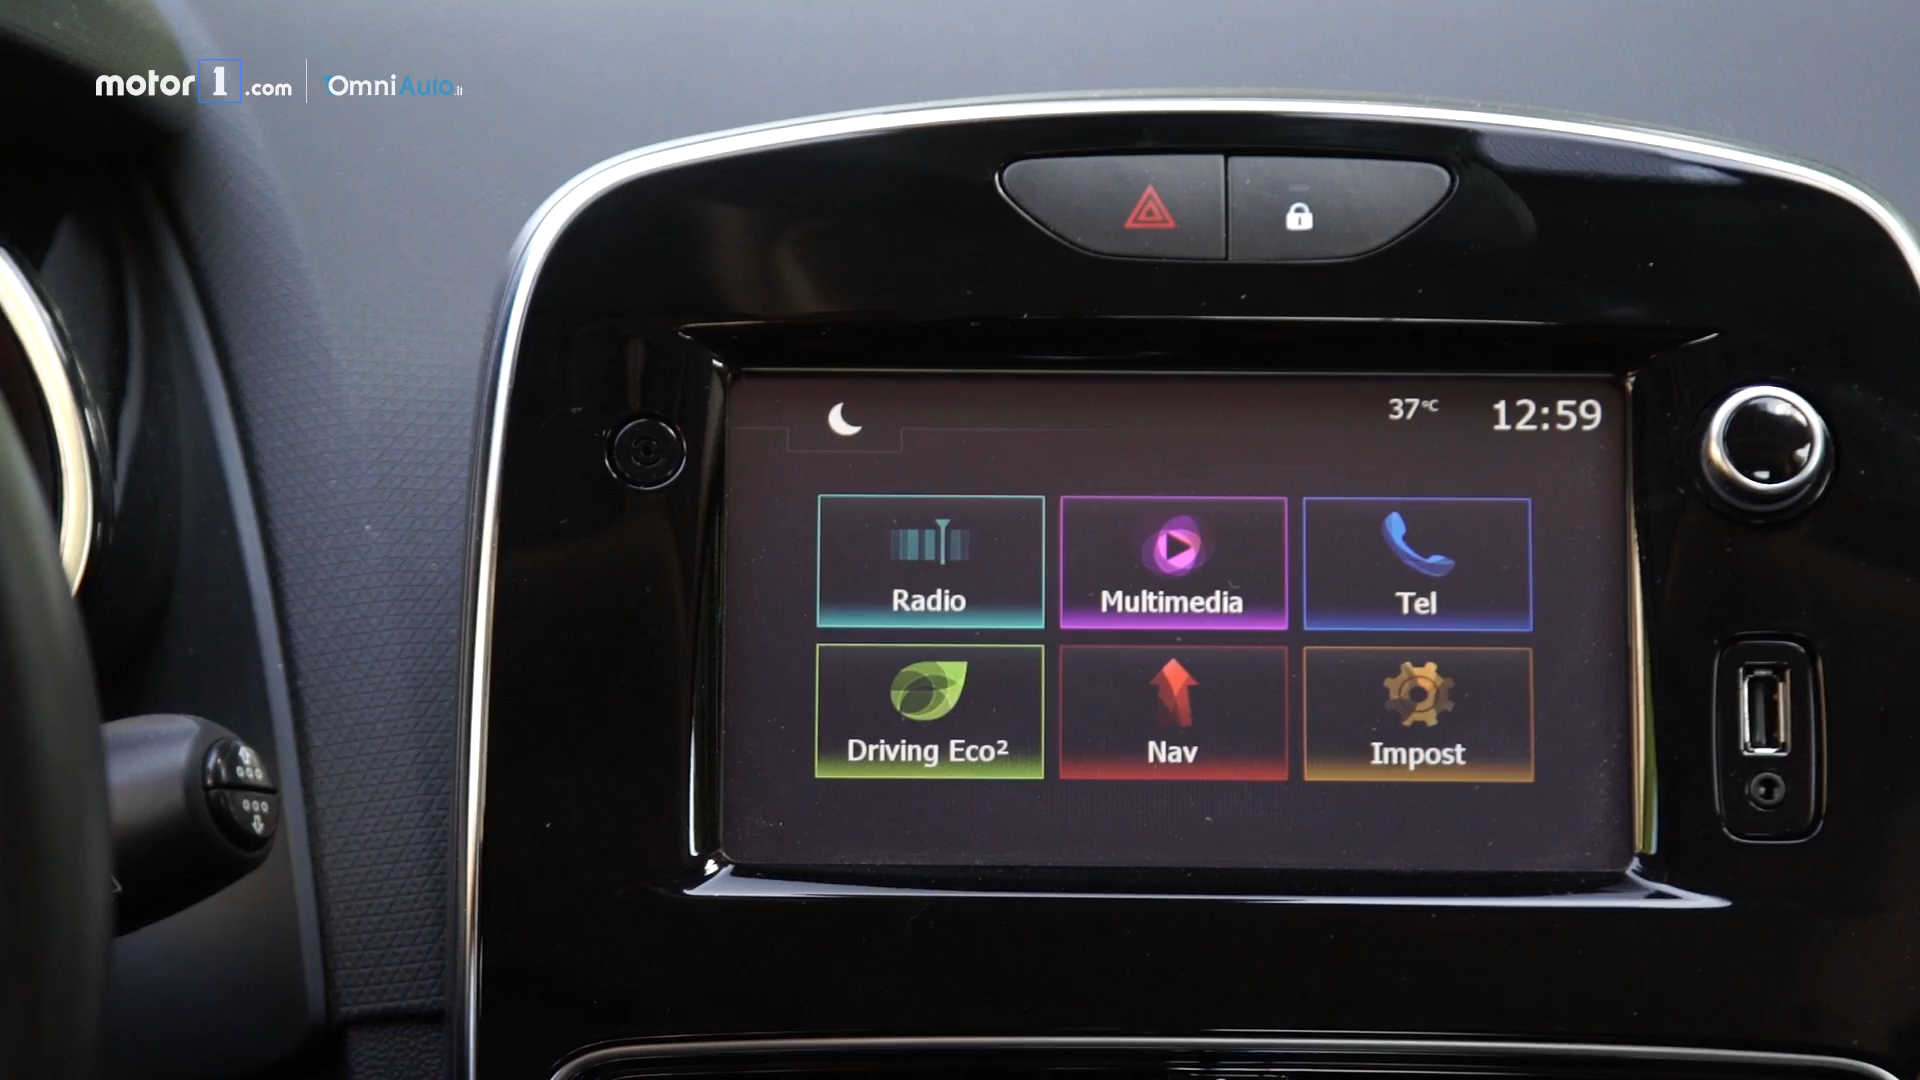 motor1.com | OmniAuto.it
37°C 12:59
Radio Multimedia Tel
Driving Eco² Nav Impost